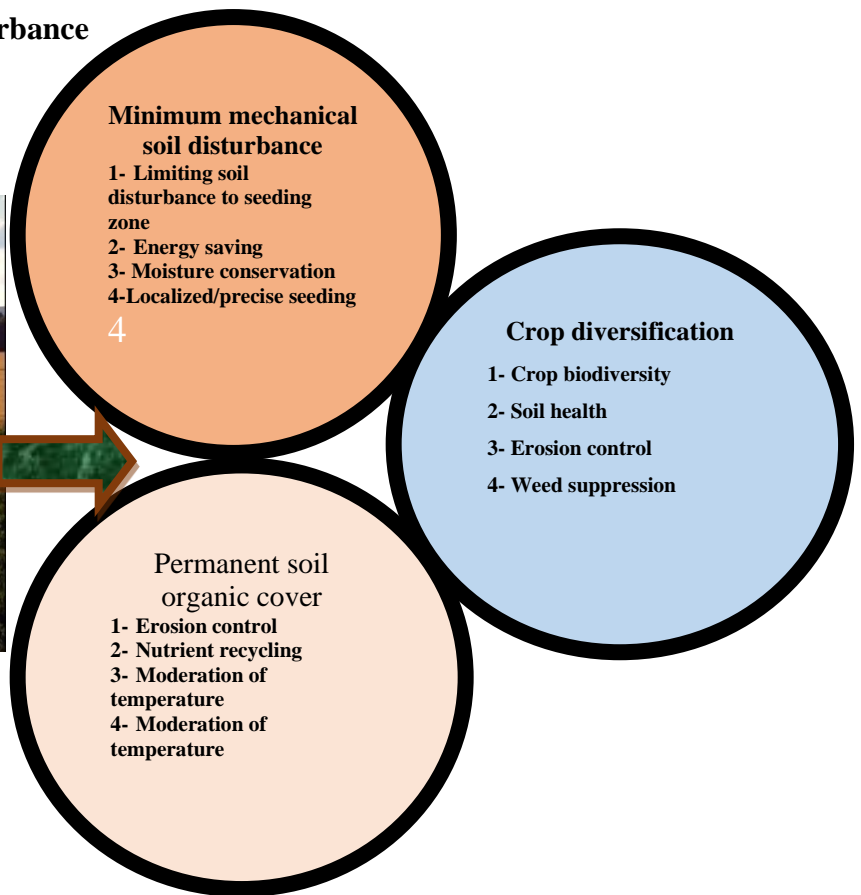 rbance
Minimum mechanical
soil disturbance
1- Limiting soil
disturbance to seeding
zone
2- Energy saving
3- Moisture conservation
4-Localized/precise seeding
4
Crop diversification
1- Crop biodiversity
2- Soil health
3- Erosion control
4- Weed suppression
Permanent soil
organic cover
1- Erosion control
2- Nutrient recycling
3- Moderation of
temperature
4- Moderation of
temperature